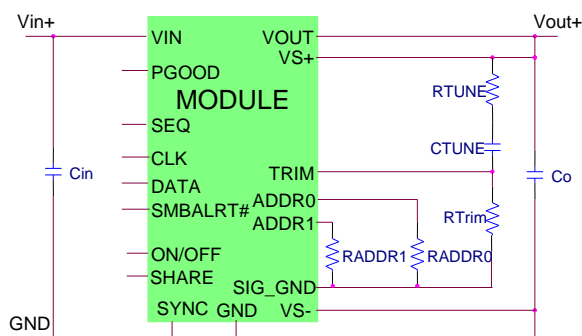 Vin+
Vout+
VIN
VOUT
VS+
PGOOD
RTUNE
MODULE
SEQ
CTUNE
CLK
TRIM
Cin
Co
DATA
ADDR0
SMBALRT#
RTrim
ADDR1
ON/OFF
RADDR1
RADDR0
SHARE
SIG_GND
SYNC
GND
VS-
GND